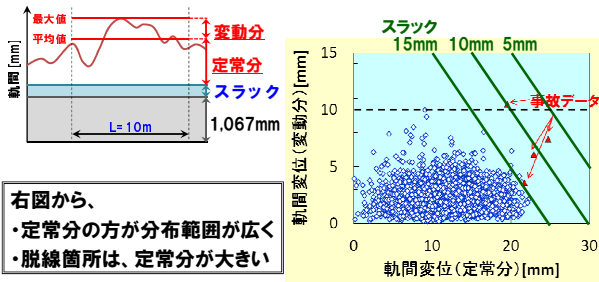 最大値
変動分
平均値
定常分
軌間[mm]
スラック
L=10m
1,067mm
右図から、
・定常分の方が分布範囲が広く
・脱線箇所は、定常分が大きい
スラック
15mm 10mm 5mm
事故データ
軌間変位(変動分)[mm]
15
10
5
0
0 10 20 30
軌間変位(定常分)[mm]